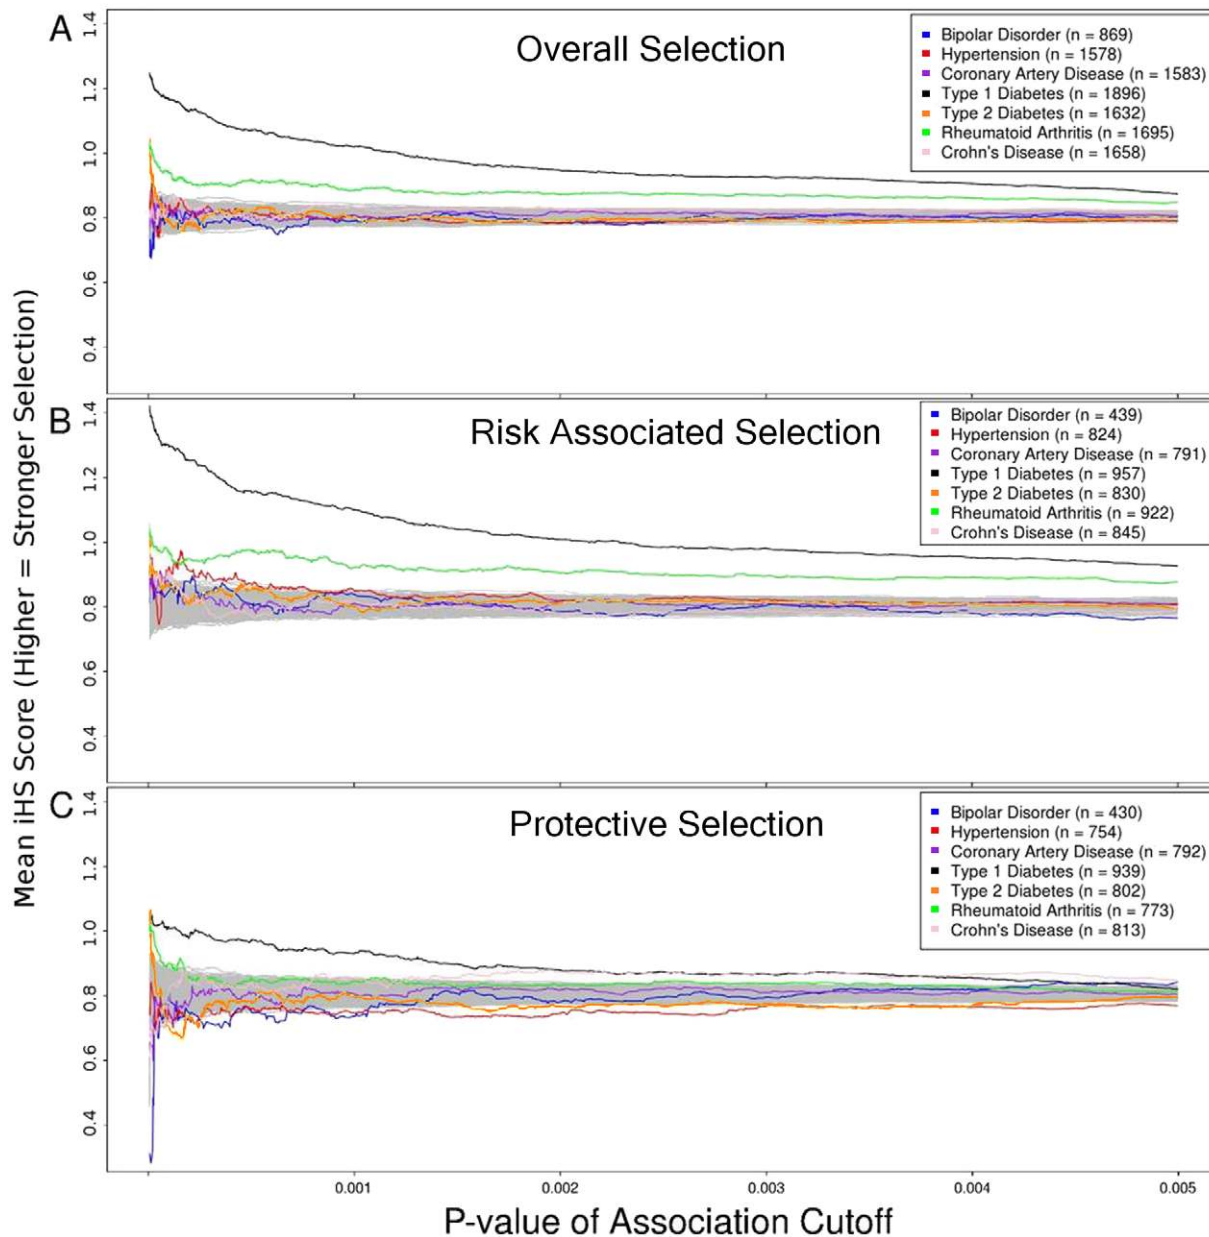 A
Overall Selection
1.4
1.2
1.0
0.8
0.6
0.4
Bipolar Disorder (n = 869)
Hypertension (n = 1578)
Coronary Artery Disease (n = 1583)
Type 1 Diabetes (n = 1896)
Type 2 Diabetes (n = 1632)
Rheumatoid Arthritis (n = 1695)
Crohn's Disease (n = 1658)
B
Risk Associated Selection
1.4
1.2
1.0
0.8
0.6
0.4
Bipolar Disorder (n = 439)
Hypertension (n = 824)
Coronary Artery Disease (n = 791)
Type 1 Diabetes (n = 957)
Type 2 Diabetes (n = 830)
Rheumatoid Arthritis (n = 922)
Crohn's Disease (n = 845)
C
Protective Selection
1.4
1.2
1.0
0.8
0.6
0.4
Bipolar Disorder (n = 430)
Hypertension (n = 754)
Coronary Artery Disease (n = 792)
Type 1 Diabetes (n = 939)
Type 2 Diabetes (n = 802)
Rheumatoid Arthritis (n = 773)
Crohn's Disease (n = 813)
Mean iHS Score (Higher = Stronger Selection)
0.001 0.002 0.003 0.004 0.005
P-value of Association Cutoff